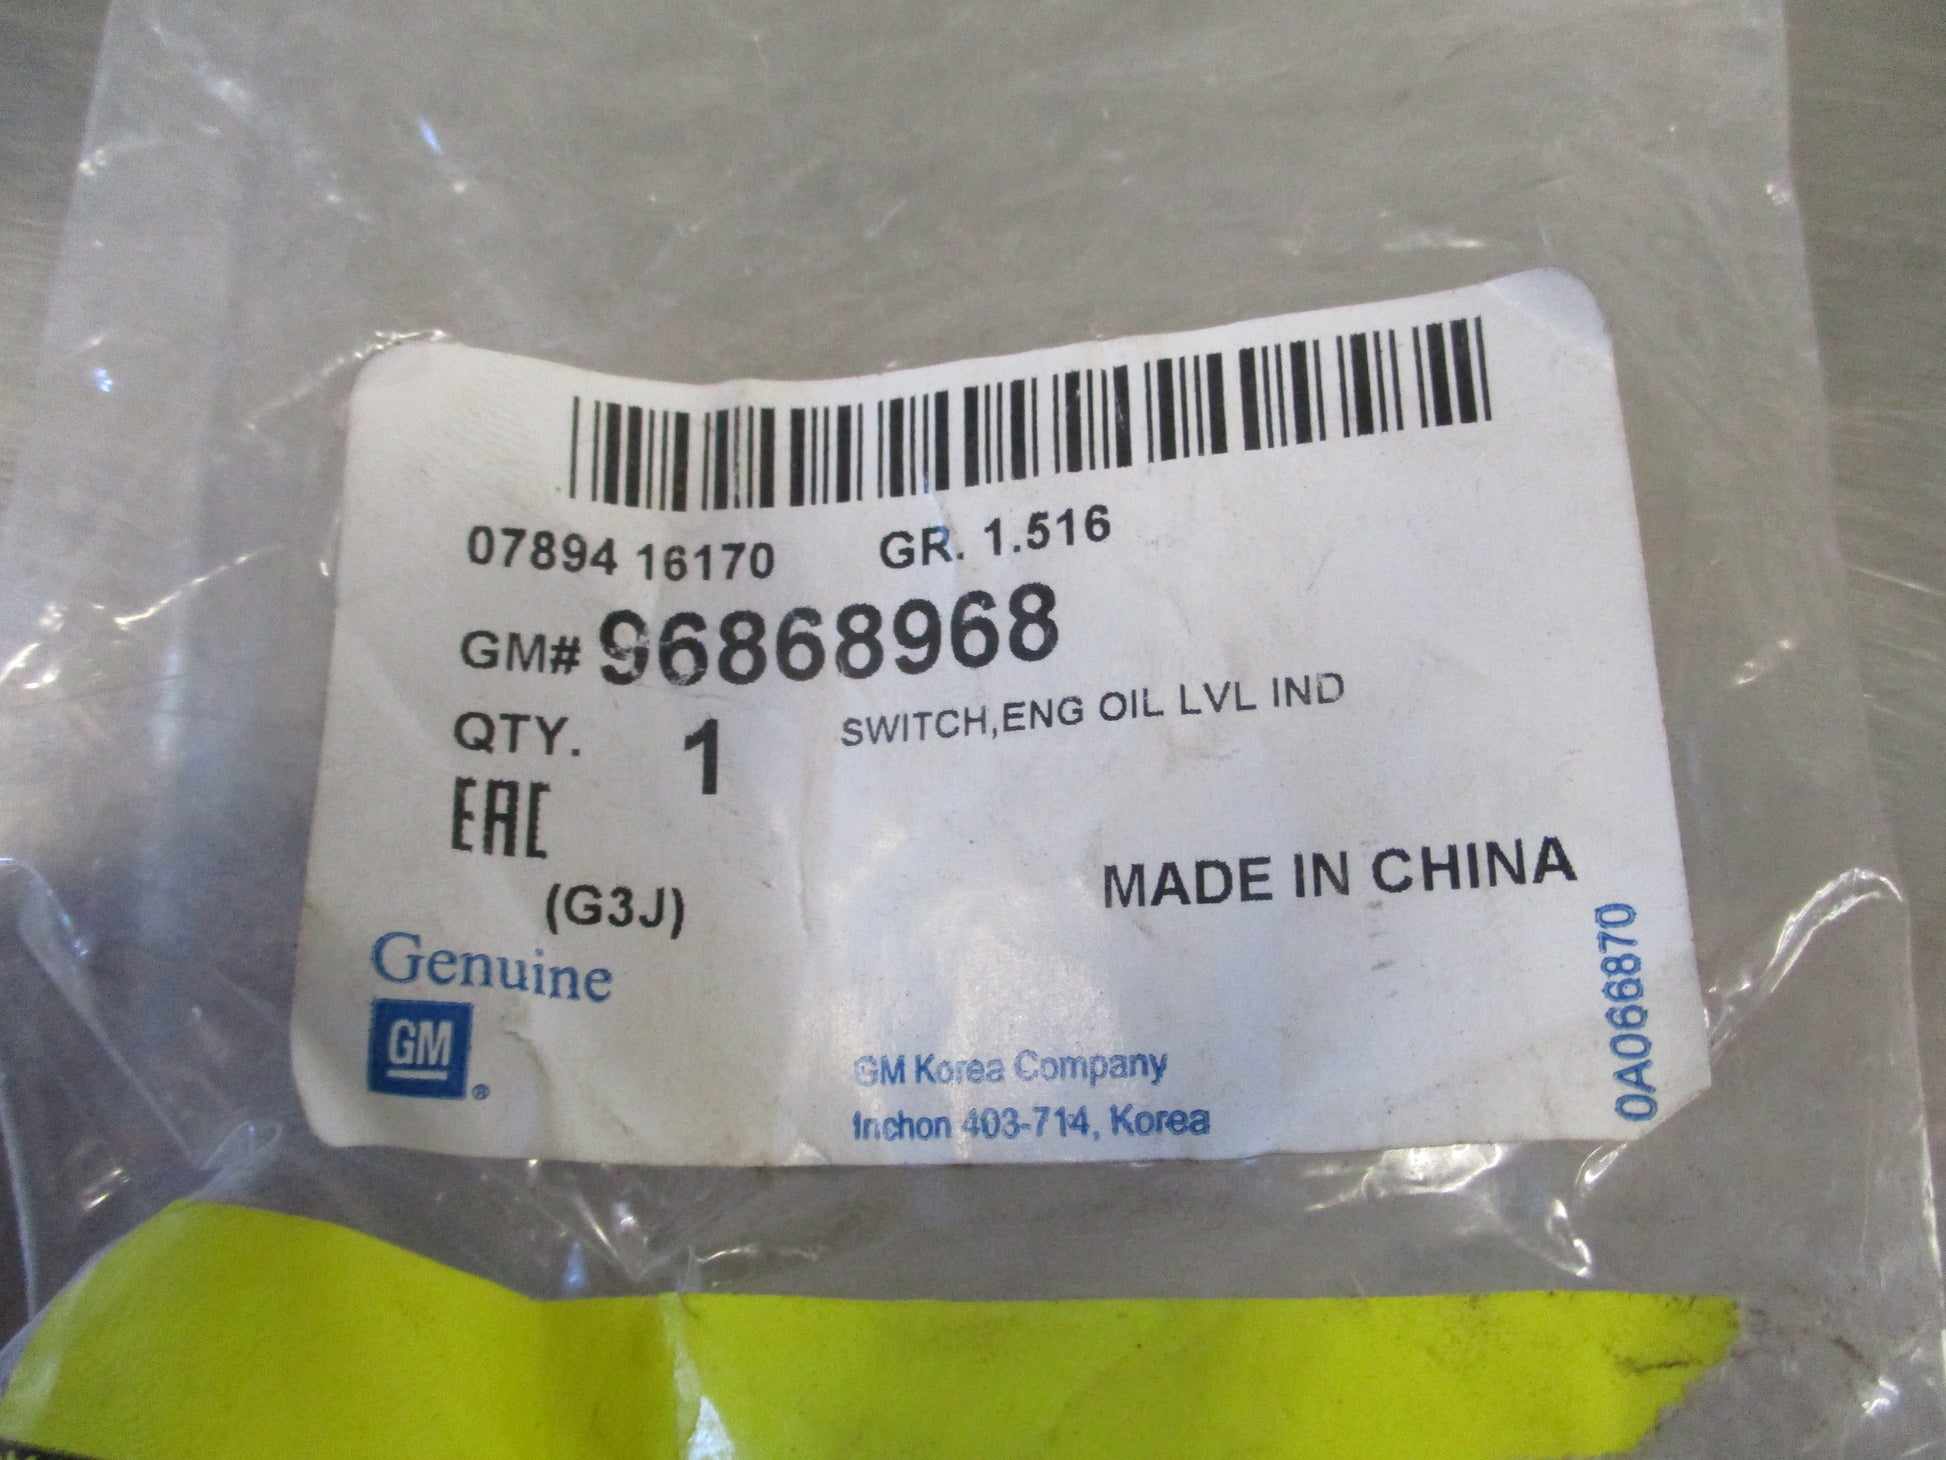 07894 16170 GR. 1.516
GM# 96868968
QTY. 1 SWITCH,ENG OIL LVL IND
EAC
(G3J)
MADE IN CHINA
Genuine
GM ®
GM Korea Company
Inchon 403-714, Korea
0A066870